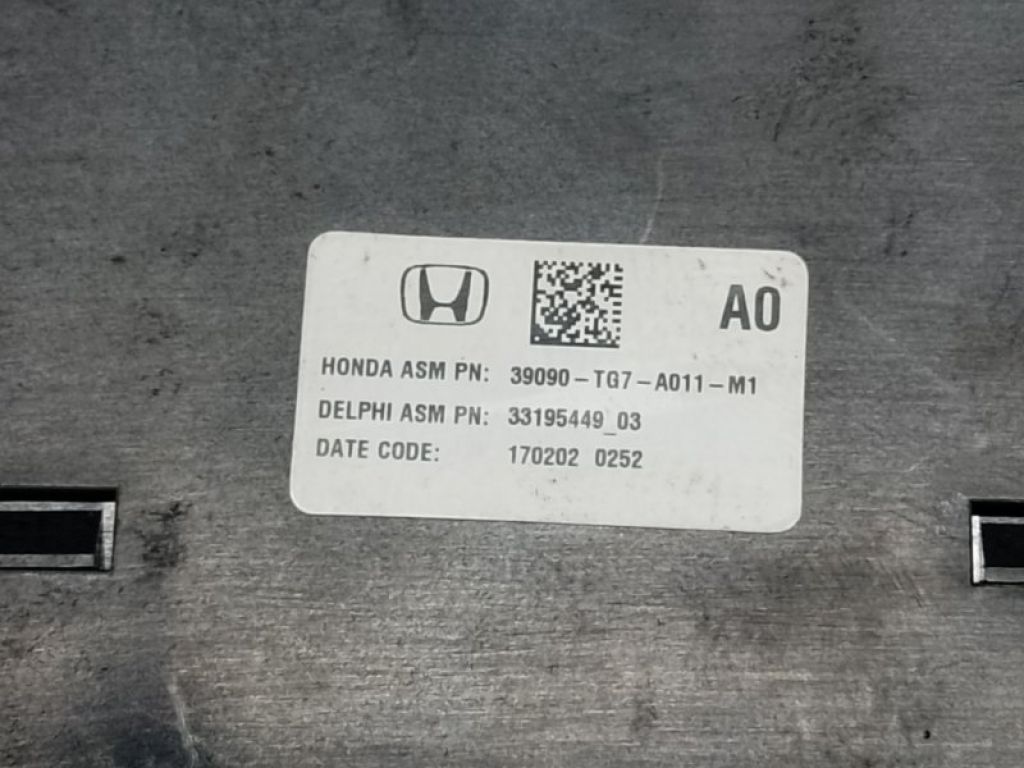 A0
HONDA ASM PN: 39090-TG7-A011-M1
DELPHI ASM PN: 33195449_03
DATE CODE: 170202 0252